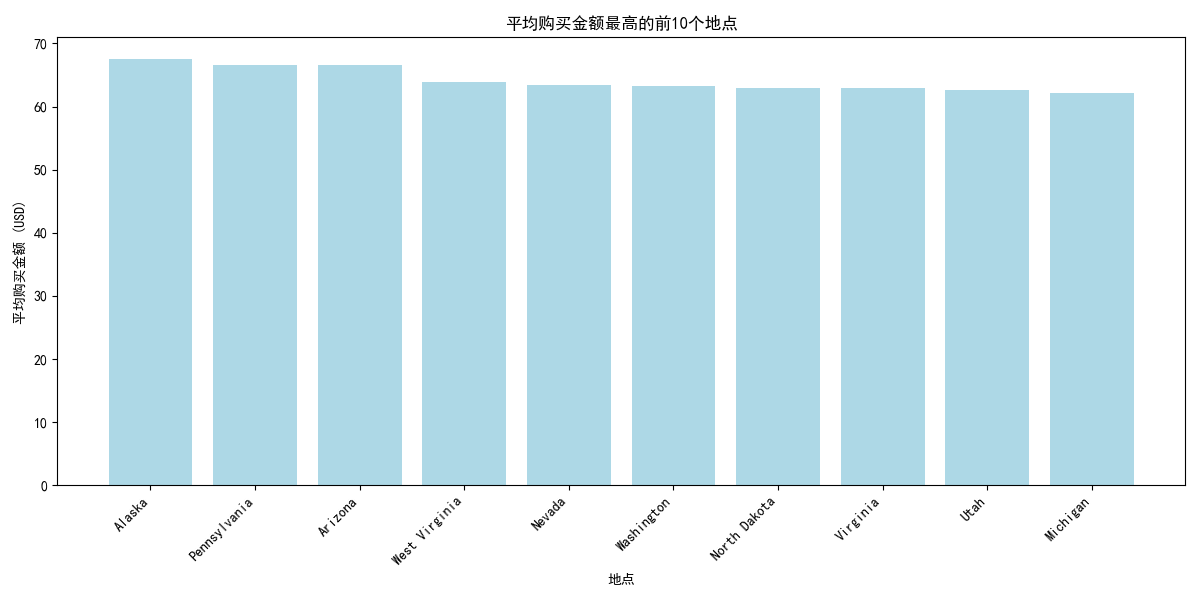 平均购买金额最高的前10个地点
平均购买金额 (USD)
70
60
50
40
30
20
10
0
Alaska
Pennsylvania
Arizona
West Virginia
Nevada
Washington
North Dakota
Virginia
Utah
Michigan
地点